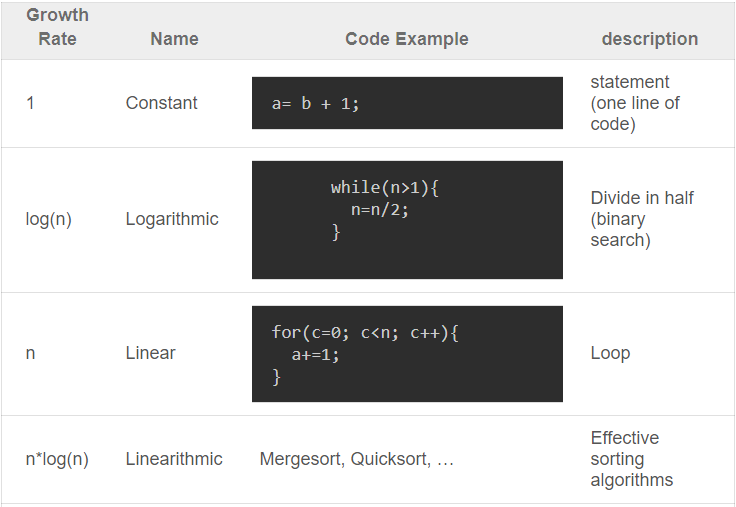 Growth Rate Name Code Example description
1 Constant a= b + 1; statement
(one line of
code)
log(n) Logarithmic
while(n>1){
n=n/2;
}
Divide in half
(binary
search)
n Linear
for(c=0; c<n; c++){
a+=1;
}
Loop
n*log(n) Linearithmic Mergesort, Quicksort, …
Effective
sorting
algorithms